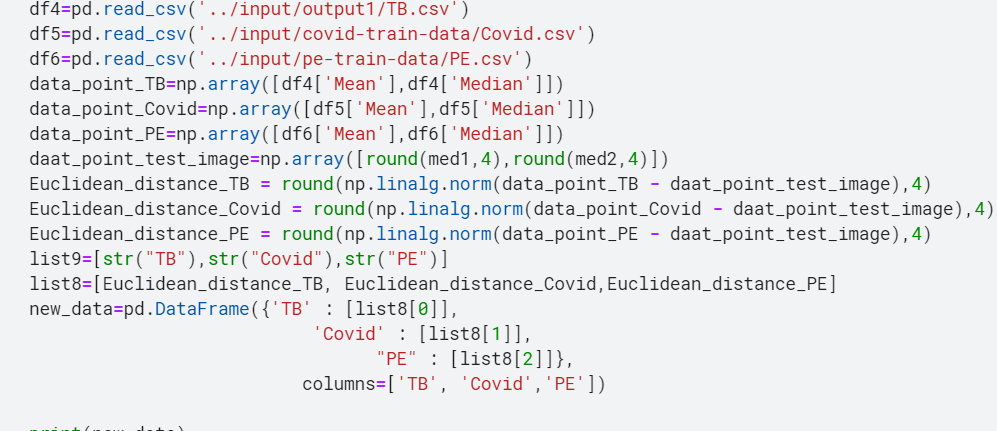 df4=pd.read_csv('../input/output1/TB.csv')
df5=pd.read_csv('../input/covid-train-data/Covid.csv')
df6=pd.read_csv('../input/pe-train-data/PE.csv')
data_point_TB=np.array([df4['Mean'],df4['Median']])
data_point_Covid=np.array([df5['Mean'],df5['Median']])
data_point_PE=np.array([df6['Mean'],df6['Median']])
daat_point_test_image=np.array([round(med1,4),round(med2,4)])
Euclidean_distance_TB = round(np.linalg.norm(data_point_TB - daat_point_test_image),4)
Euclidean_distance_Covid = round(np.linalg.norm(data_point_Covid - daat_point_test_image),4)
Euclidean_distance_PE = round(np.linalg.norm(data_point_PE - daat_point_test_image),4)
list9=[str("TB"),str("Covid"),str("PE")]
list8=[Euclidean_distance_TB, Euclidean_distance_Covid,Euclidean_distance_PE]
new_data=pd.DataFrame({'TB' : [list8[0]],
'Covid' : [list8[1]],
"PE" : [list8[2]]},
columns=['TB', 'Covid','PE'])